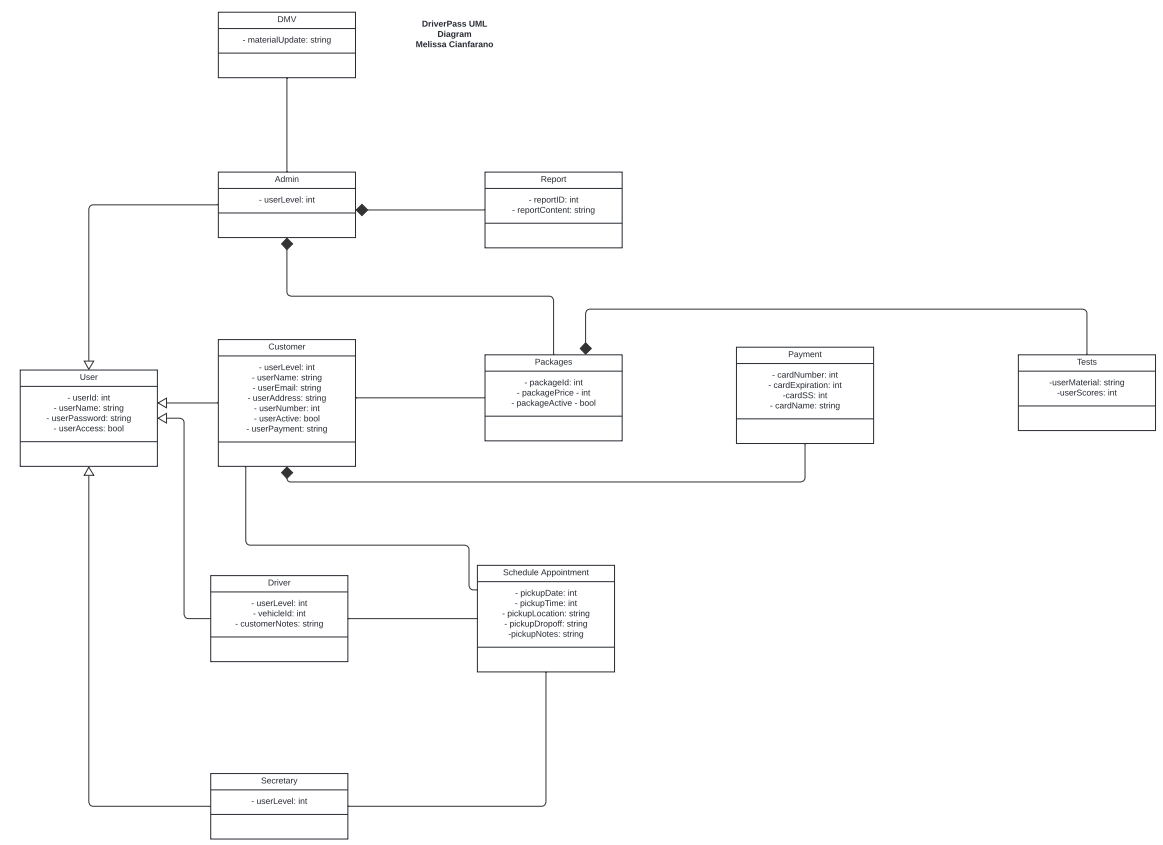 DMV
- materialUpdate: string
DriverPass UML
Diagram
Melissa Cianfarano
Admin
- userLevel: int
Report
- reportID: int
- reportContent: string
User
- userId: int
- userName: string
- userPassword: string
- userAccess: bool
Customer
- userLevel: int
- userName: string
- userEmail: string
- userAddress: string
- userNumber: int
- userActive: bool
- userPayment: string
Packages
- packageId: int
- packagePrice - int
- packageActive - bool
Payment
- cardNumber: int
- cardExpiration: int
-cardSS: int
- cardName: string
Tests
-userMaterial: string
-userScores: int
Driver
- userLevel: int
- vehicleId: int
- customerNotes: string
Schedule Appointment
- pickupDate: int
- pickupTime: int
- pickupLocation: string
- pickupDropoff: string
-pickupNotes: string
Secretary
- userLevel: int